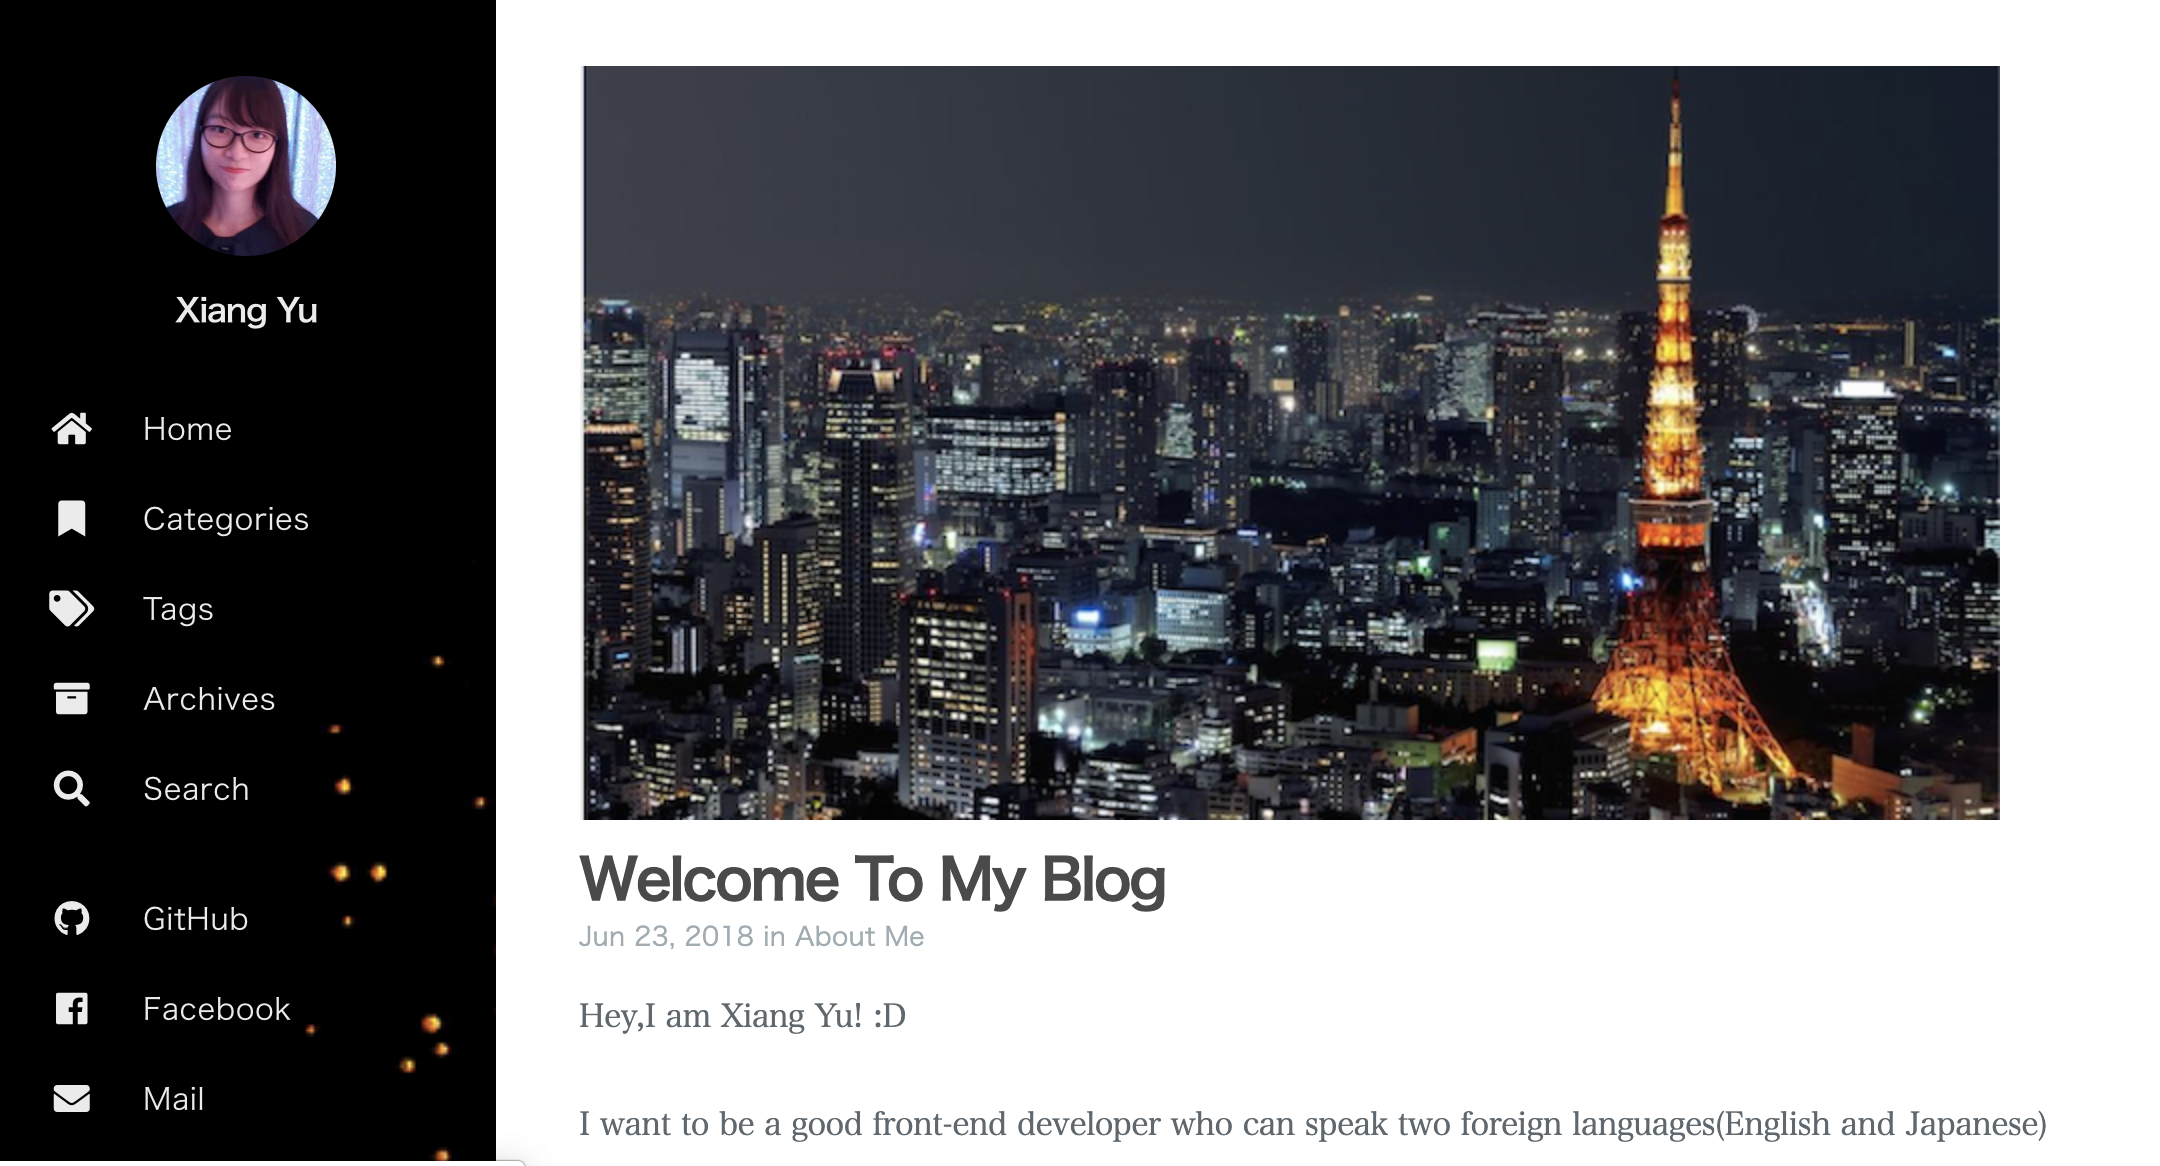 Xiang Yu
Home
Categories
Tags
Archives
Search
GitHub
Facebook
Mail
Welcome To My Blog
Jun 23, 2018 in About Me
Hey,I am Xiang Yu! :D
I want to be a good front-end developer who can speak two foreign languages(English and Japanese)